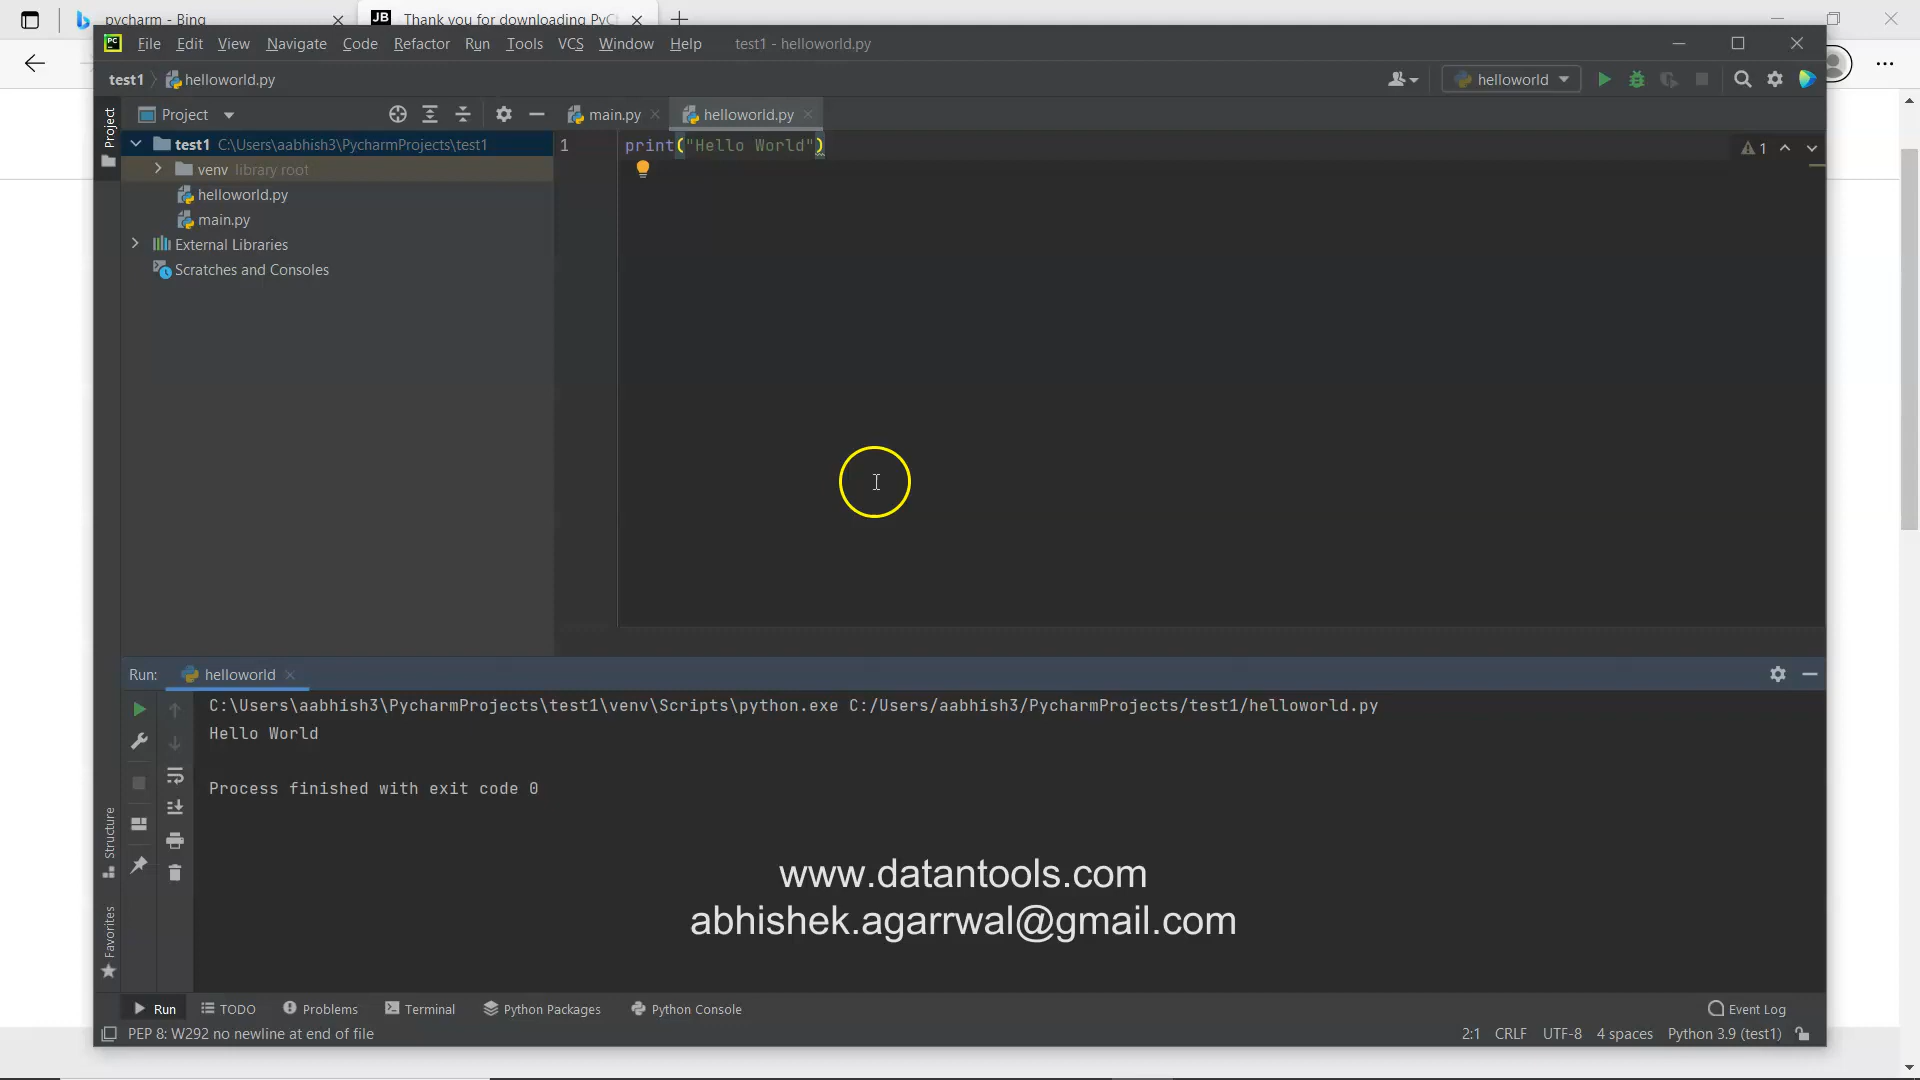 pycharm - Bing
JB Thank you for downloading PyCh
PC File Edit View Navigate Code Refactor Run Tools VCS Window Help test1 - helloworld.py
test1 helloworld.py helloworld
Project Project main.py helloworld.py
test1 C:\Users\aabhish3\PycharmProjects\test1
venv library root
helloworld.py
main.py
External Libraries
Scratches and Consoles
1 print("Hello World") 1
Run: helloworld
C:\Users\aabhish3\PycharmProjects\test1\venv\Scripts\python.exe C:/Users/aabhish3/PycharmProjects/test1/helloworld.py
Hello World
Process finished with exit code 0
Structure
Favorites
www.datantools.com
abhishek.agarrwal@gmail.com
Run TODO Problems Terminal Python Packages Python Console Event Log
PEP 8: W292 no newline at end of file 2:1 CRLF UTF-8 4 spaces Python 3.9 (test1)